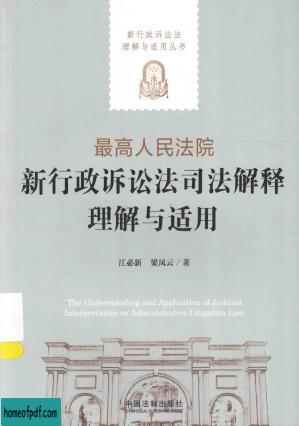 新行政诉讼法
理解与适用丛书
最高人民法院
新行政诉讼法司法解释
理解与适用
江必新 梁凤云/著
The Understanding and Application of Judicial
Interpretation on Administrative Litigation Law
中国法制出版社
CHINA LEGAL PUBLISHING HOUSE
homeofpdf.com